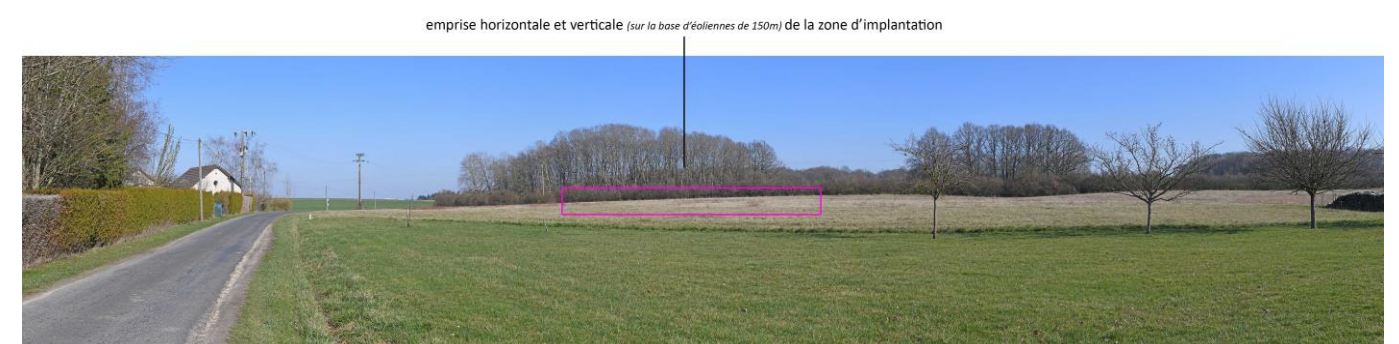 emprise horizontale et verticale (sur la base d'éoliennes de 150m) de la zone d'implantation